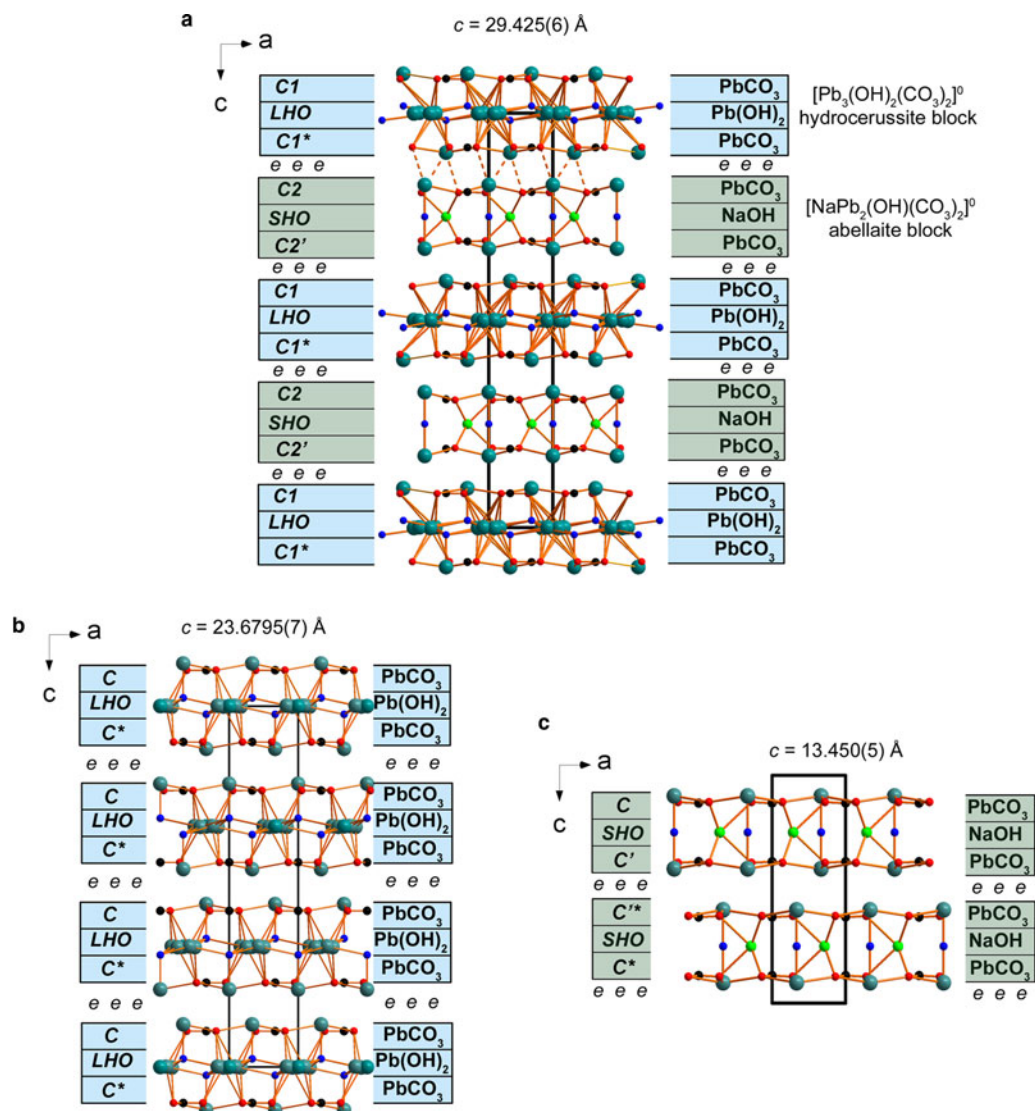 a
c = 29.425(6) Å
a
c
C1 PbCO3
LHO Pb(OH)2
C1* PbCO3
e e e e e e
[Pb3(OH)2(CO3)2]0
hydrocerussite block
C2 PbCO3
SHO NaOH
C2' PbCO3
e e e e e e
[NaPb2(OH)(CO3)2]0
abellaite block
C1 PbCO3
LHO Pb(OH)2
C1* PbCO3
e e e e e e
C2 PbCO3
SHO NaOH
C2' PbCO3
e e e e e e
C1 PbCO3
LHO Pb(OH)2
C1* PbCO3
b
c = 23.6795(7) Å
a
c
C PbCO3
LHO Pb(OH)2
C* PbCO3
e e e e e e
C PbCO3
LHO Pb(OH)2
C* PbCO3
e e e e e e
C PbCO3
LHO Pb(OH)2
C* PbCO3
e e e e e e
C PbCO3
LHO Pb(OH)2
C* PbCO3
c
c = 13.450(5) Å
a
c
C PbCO3
SHO NaOH
C' PbCO3
e e e e e e
C'* PbCO3
SHO NaOH
C* PbCO3
e e e e e e